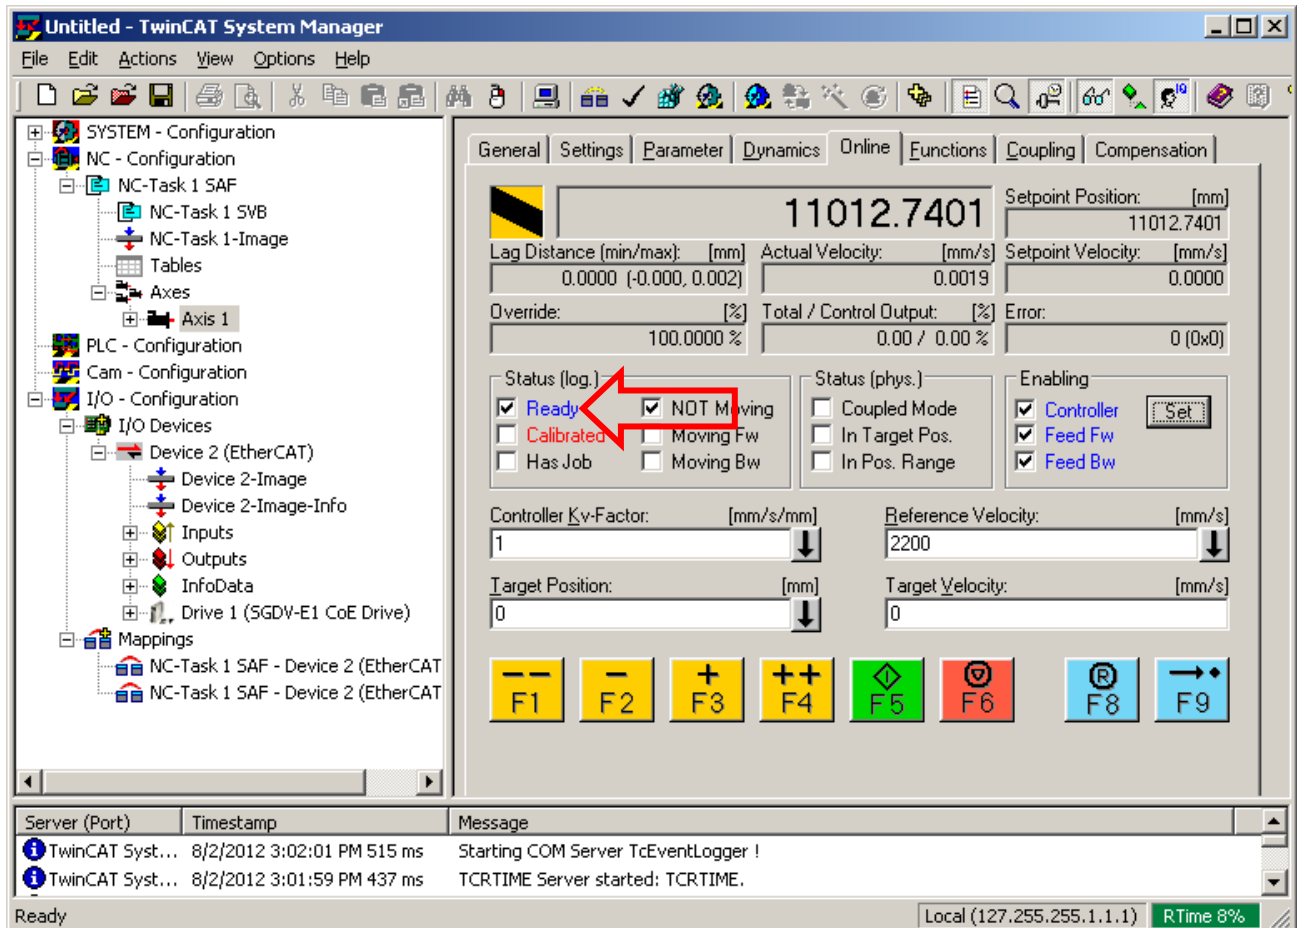 Untitled - TwinCAT System Manager
File Edit Actions View Options Help
SYSTEM - Configuration
NC - Configuration
NC-Task 1 SAF
NC-Task 1 SVB
NC-Task 1-Image
Tables
Axes
Axis 1
PLC - Configuration
Cam - Configuration
I/O - Configuration
I/O Devices
Device 2 (EtherCAT)
Device 2-Image
Device 2-Image-Info
Inputs
Outputs
InfoData
Drive 1 (SGDV-E1 CoE Drive)
Mappings
NC-Task 1 SAF - Device 2 (EtherCAT
NC-Task 1 SAF - Device 2 (EtherCAT
General Settings Parameter Dynamics Online Functions Coupling Compensation
11012.7401
Setpoint Position: [mm]
11012.7401
Lag Distance (min/max): [mm] Actual Velocity: [mm/s] Setpoint Velocity: [mm/s]
0.0000 (-0.000, 0.002) 0.0019 0.0000
Override: [%] Total / Control Output: [%] Error:
100.0000 % 0.00 / 0.00 % 0 (0x0)
Status (log.) Status (phys.) Enabling
Ready NOT Moving Coupled Mode Controller Set
Calibrated Moving Fw In Target Pos. Feed Fw
Has Job Moving Bw In Pos. Range Feed Bw
Controller Kv-Factor: [mm/s/mm] Reference Velocity: [mm/s]
1 2200
Target Position: [mm] Target Velocity: [mm/s]
0 0
-- - + ++ R
F1 F2 F3 F4 F5 F6 F8 F9
Server (Port) Timestamp Message
TwinCAT Syst... 8/2/2012 3:02:01 PM 515 ms Starting COM Server TcEventLogger !
TwinCAT Syst... 8/2/2012 3:01:59 PM 437 ms TCRTIME Server started: TCRTIME.
Ready Local (127.255.255.1.1.1) RTime 8%